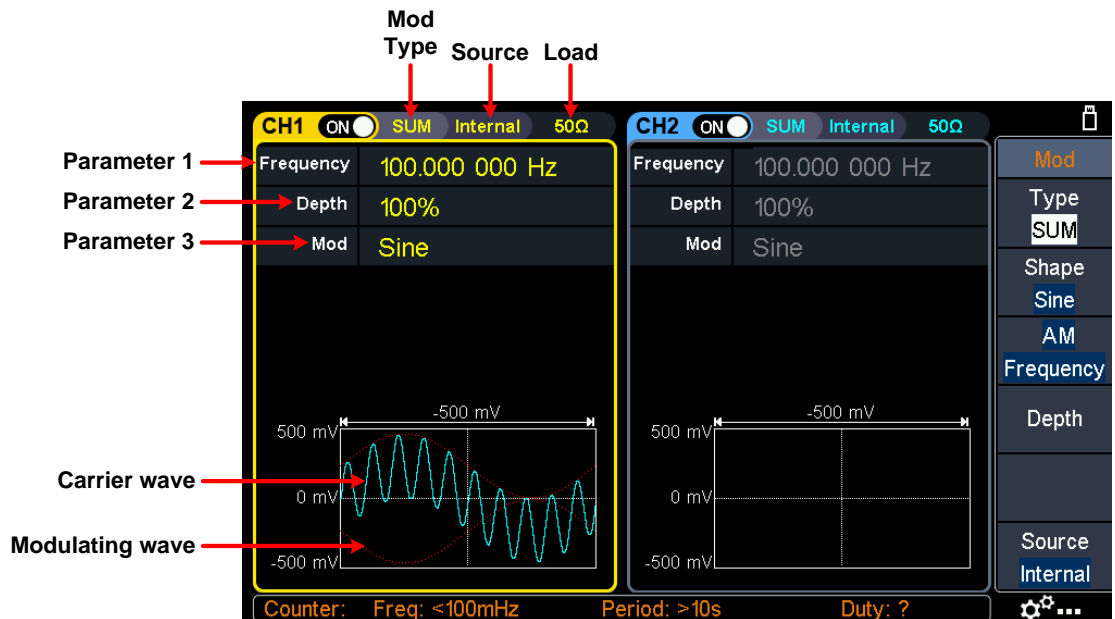 Mod
Type
Source
Load
CH1 ON SUM Internal 50Ω
CH2 ON SUM Internal 50Ω
Parameter 1
Parameter 2
Parameter 3
Frequency 100.000 000 Hz
Depth 100%
Mod Sine
Frequency 100.000 000 Hz
Depth 100%
Mod Sine
-500 mV
500 mV
0 mV
-500 mV
-500 mV
500 mV
0 mV
-500 mV
Carrier wave
Modulating wave
Mod
Type
SUM
Shape
Sine
AM
Frequency
Depth
Source
Internal
Counter: Freq: <100mHz Period: >10s Duty: ?